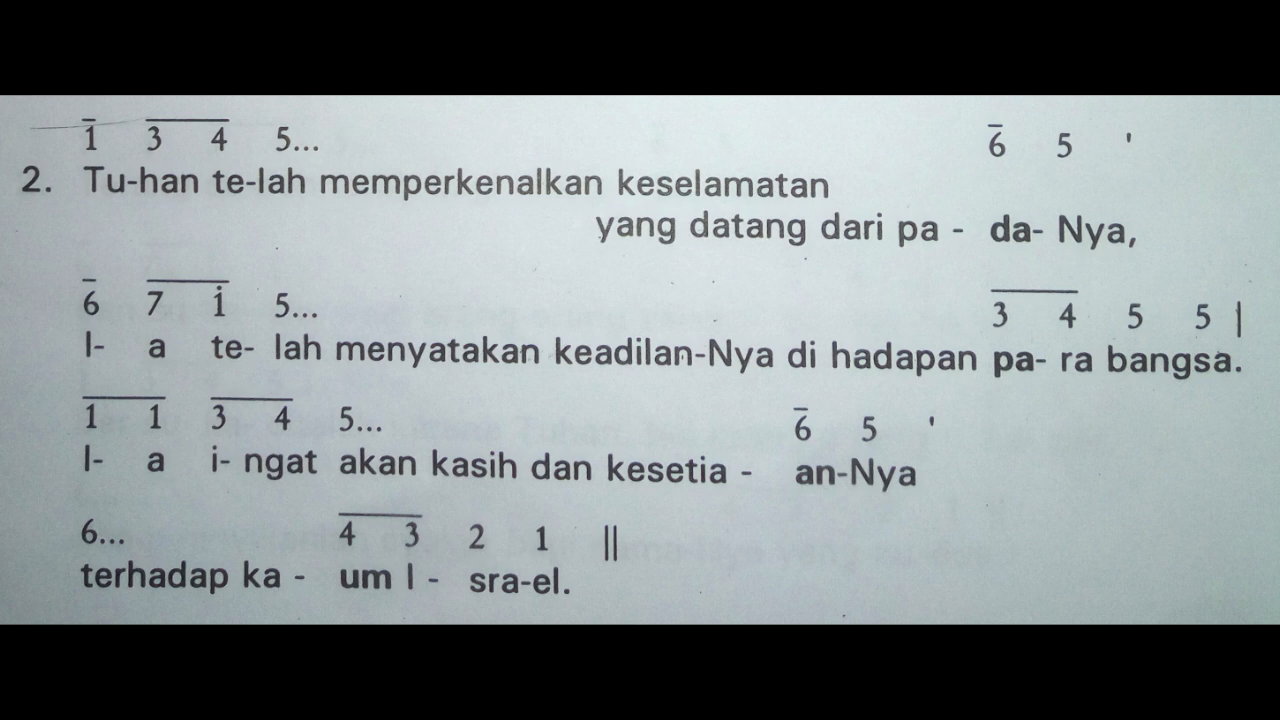 1̅ 3̅ 4̅ 5... 6̅ 5 '
2. Tu-han te-lah memperkenalkan keselamatan
yang datang dari pa - da- Nya,
6̅ 7̅ 1̅̇ 5... 3̅ 4̅ 5 5 |
I- a te- lah menyatakan keadilan-Nya di hadapan pa- ra bangsa.
1̅ 1̅ 3̅ 4̅ 5... 6̅ 5 '
I- a i- ngat akan kasih dan kesetia - an-Nya
6... 4̅ 3̅ 2 1 ||
terhadap ka - um I - sra-el.